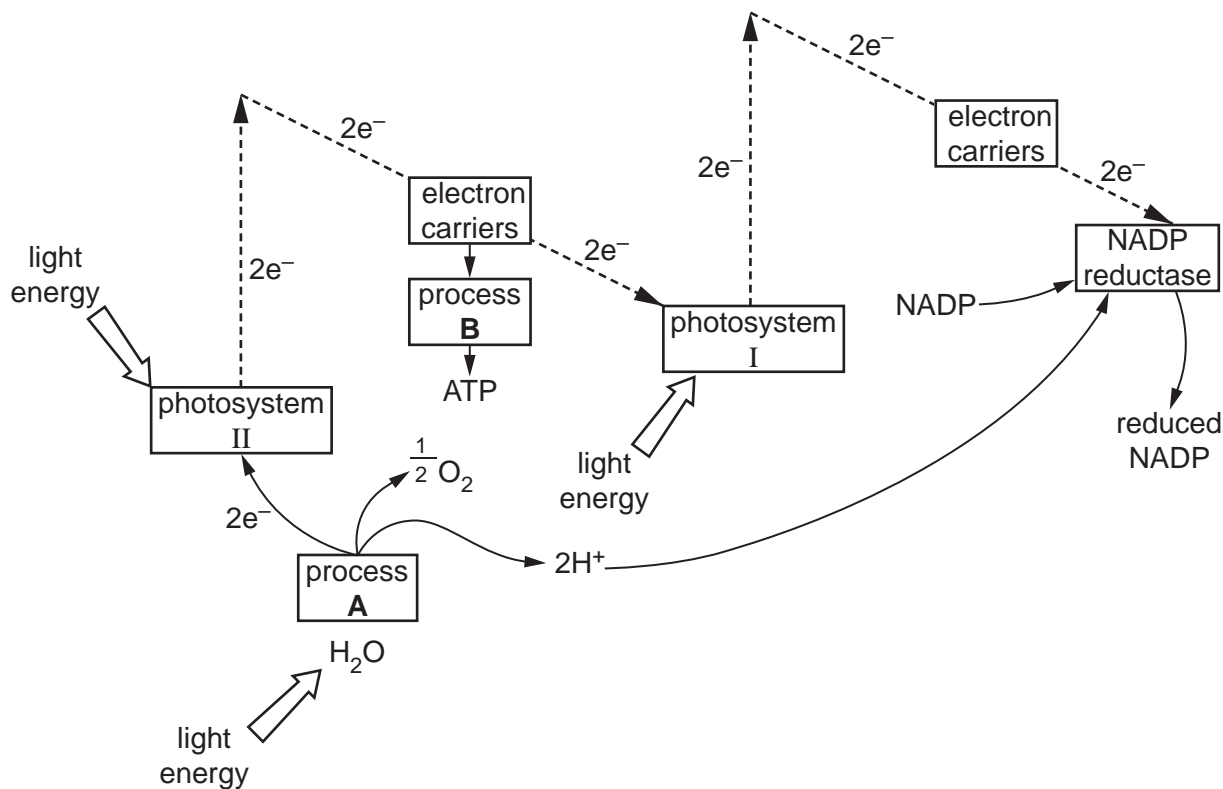 2e–
2e–
electron
carriers
2e–
2e–
2e–
electron
carriers
2e–
NADP
reductase
light
energy
2e–
process
B
NADP
photosystem
I
ATP
photosystem
II
reduced
NADP
1/2 O2
light
energy
2e–
process
A
2H+
H2O
light
energy